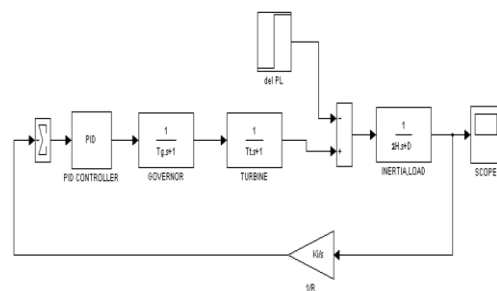 del PL
PID
PID CONTROLLER
1
Tg.s+1
GOVERNOR
1
Tt.s+1
TURBINE
-
+
1
2H.s+D
INERTIA,LOAD
SCOPE
Ki/s
1/R